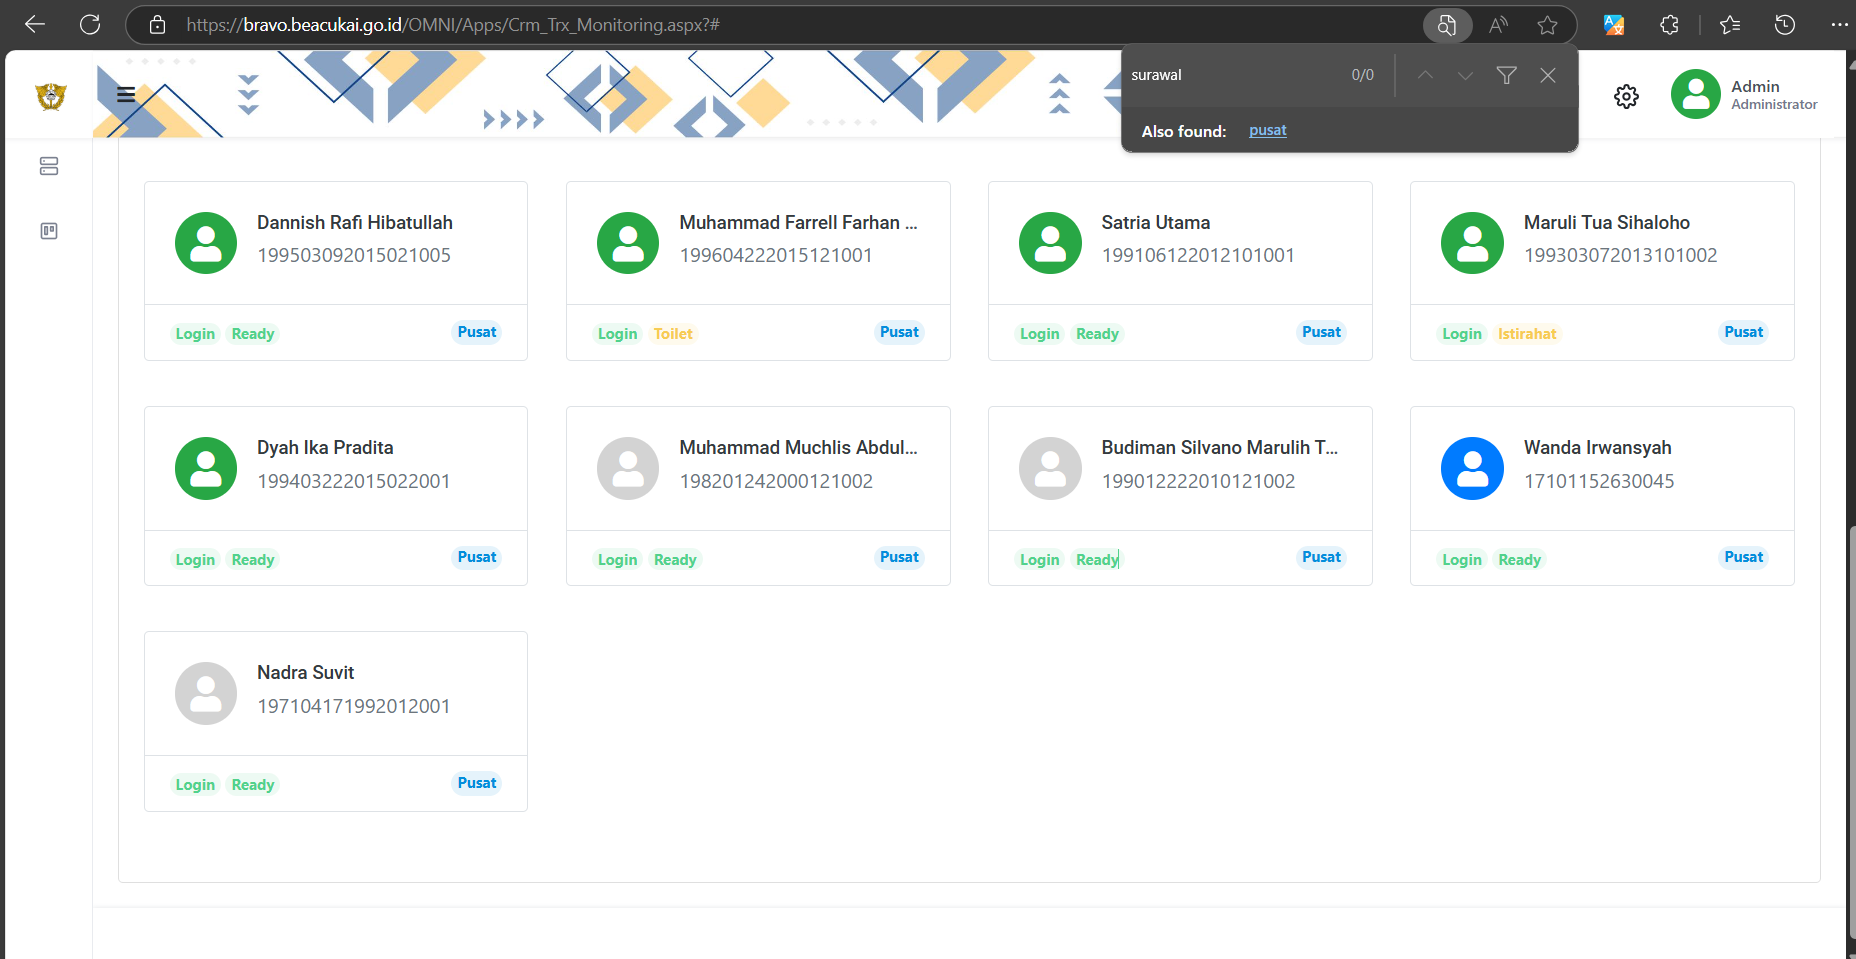 https://bravo.beacukai.go.id/OMNI/Apps/Crm_Trx_Monitoring.aspx?#
surawal 0/0
Also found: pusat
Admin
Administrator
Dannish Rafi Hibatullah
199503092015021005
Login Ready Pusat
Muhammad Farrell Farhan ...
199604222015121001
Login Toilet Pusat
Satria Utama
199106122012101001
Login Ready Pusat
Maruli Tua Sihaloho
199303072013101002
Login Istirahat Pusat
Dyah Ika Pradita
199403222015022001
Login Ready Pusat
Muhammad Muchlis Abdul...
198201242000121002
Login Ready Pusat
Budiman Silvano Marulih T...
199012222010121002
Login Ready Pusat
Wanda Irwansyah
17101152630045
Login Ready Pusat
Nadra Suvit
197104171992012001
Login Ready Pusat